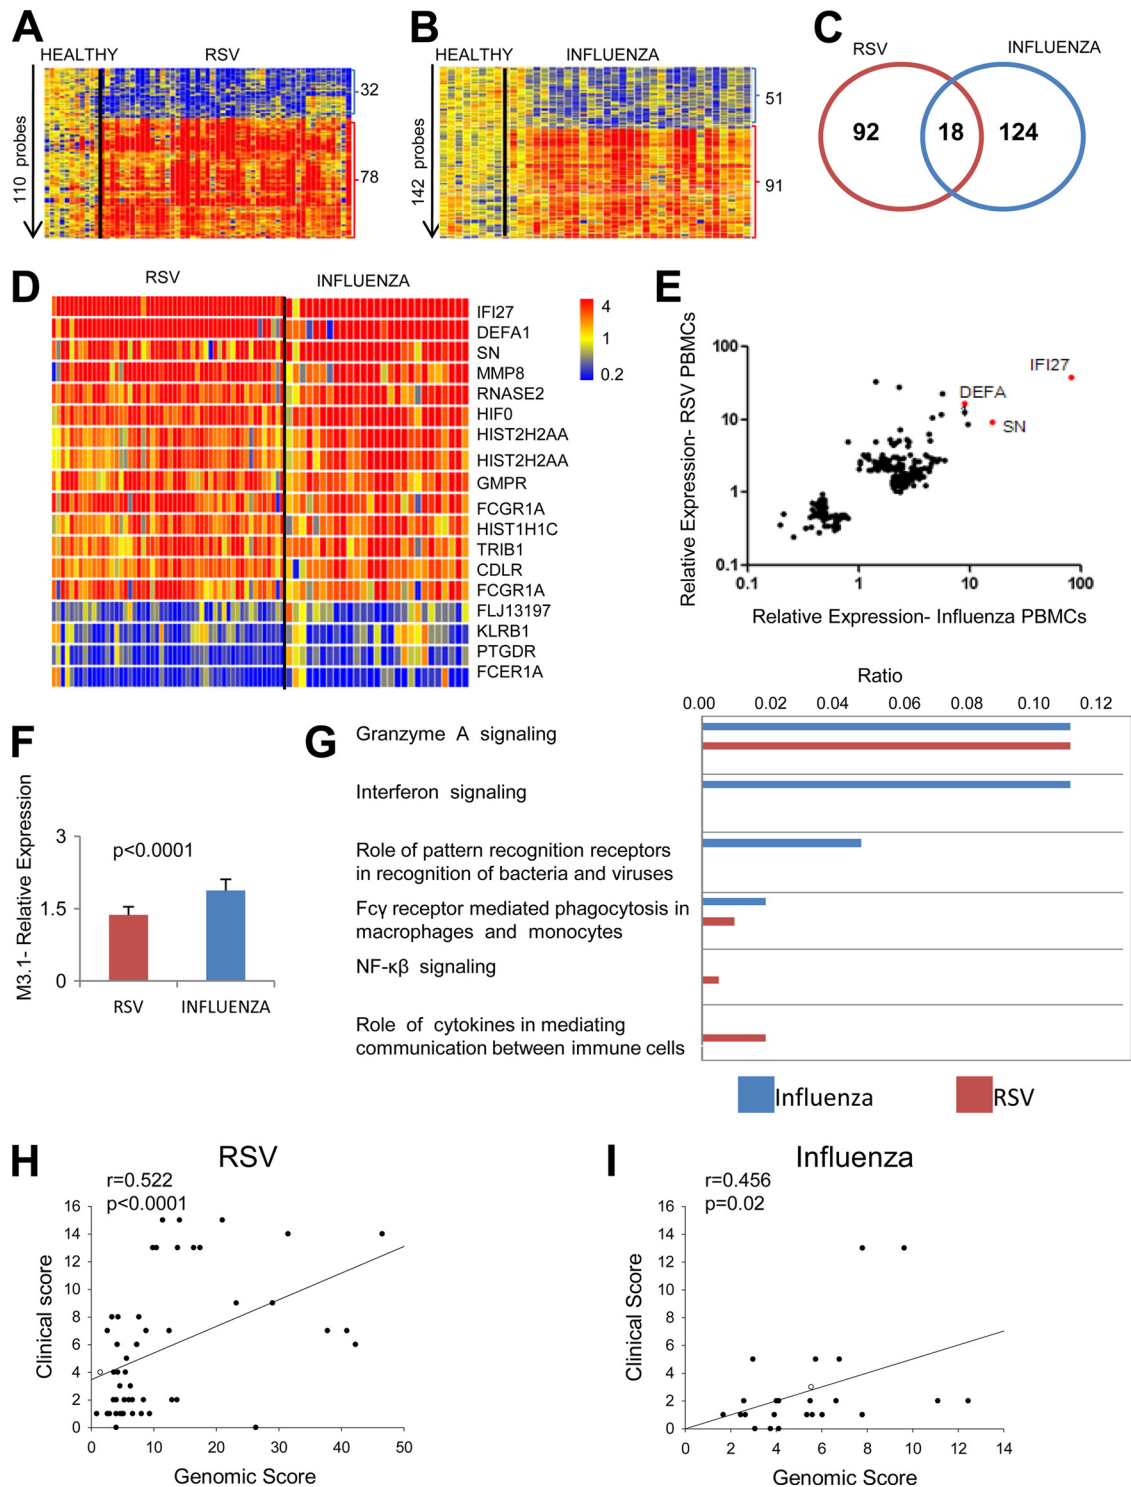 A
HEALTHY
RSV
110 probes
32
78
B
HEALTHY
INFLUENZA
142 probes
51
91
C
RSV
INFLUENZA
92
18
124
D
RSV
INFLUENZA
IFI27
DEFA1
SN
MMP8
RNASE2
HIF0
HIST2H2AA
HIST2H2AA
GMPR
FCGR1A
HIST1H1C
TRIB1
CDLR
FCGR1A
FLJ13197
KLRB1
PTGDR
FCER1A
4
1
0.2
E
Relative Expression- RSV PBMCs
100
10
1
0.1
IFI27
DEFA
SN
0.1
1
10
100
Relative Expression- Influenza PBMCs
F
M3.1- Relative Expression
3
1.5
0
p<0.0001
RSV
INFLUENZA
G
Ratio
0.00
0.02
0.04
0.06
0.08
0.10
0.12
Granzyme A signaling
Interferon signaling
Role of pattern recognition receptors
in recognition of bacteria and viruses
Fcγ receptor mediated phagocytosis in
macrophages and monocytes
NF-κβ signaling
Role of cytokines in mediating
communication between immune cells
Influenza
RSV
H
RSV
r=0.522
p<0.0001
Clinical score
16
14
12
10
8
6
4
2
0
0
10
20
30
40
50
Genomic Score
I
Influenza
r=0.456
p=0.02
Clinical Score
16
14
12
10
8
6
4
2
0
0
2
4
6
8
10
12
14
Genomic Score